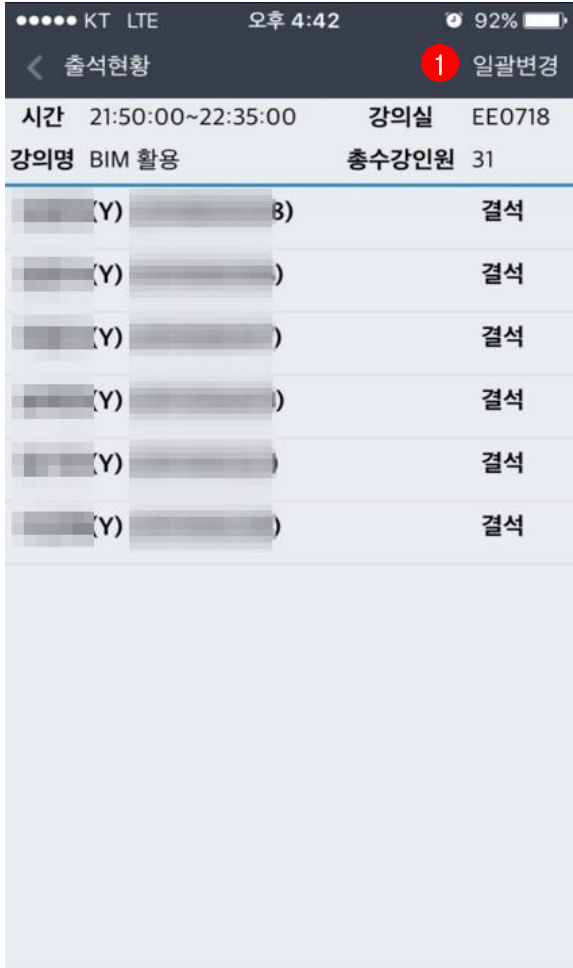 KT LTE 오후 4:42 92%
출석현황 1 일괄변경
시간 21:50:00~22:35:00 강의실 EE0718
강의명 BIM 활용 총수강인원 31
(Y) 8) 결석
(Y) ) 결석
(Y) ) 결석
(Y) ) 결석
(Y) ) 결석
(Y) ) 결석